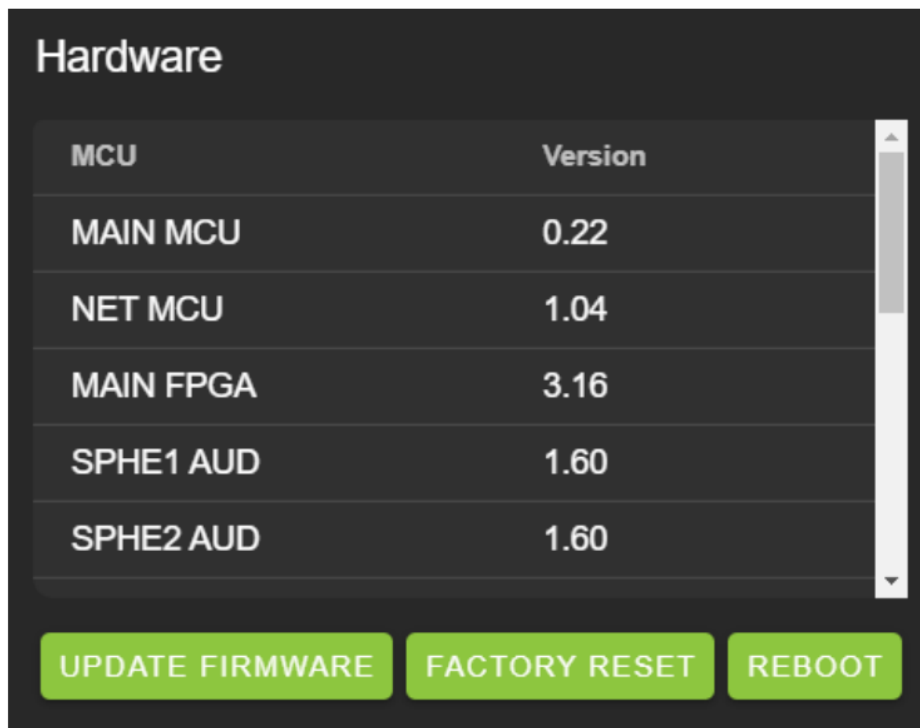 Hardware
MCU Version
MAIN MCU 0.22
NET MCU 1.04
MAIN FPGA 3.16
SPHE1 AUD 1.60
SPHE2 AUD 1.60
UPDATE FIRMWARE FACTORY RESET REBOOT